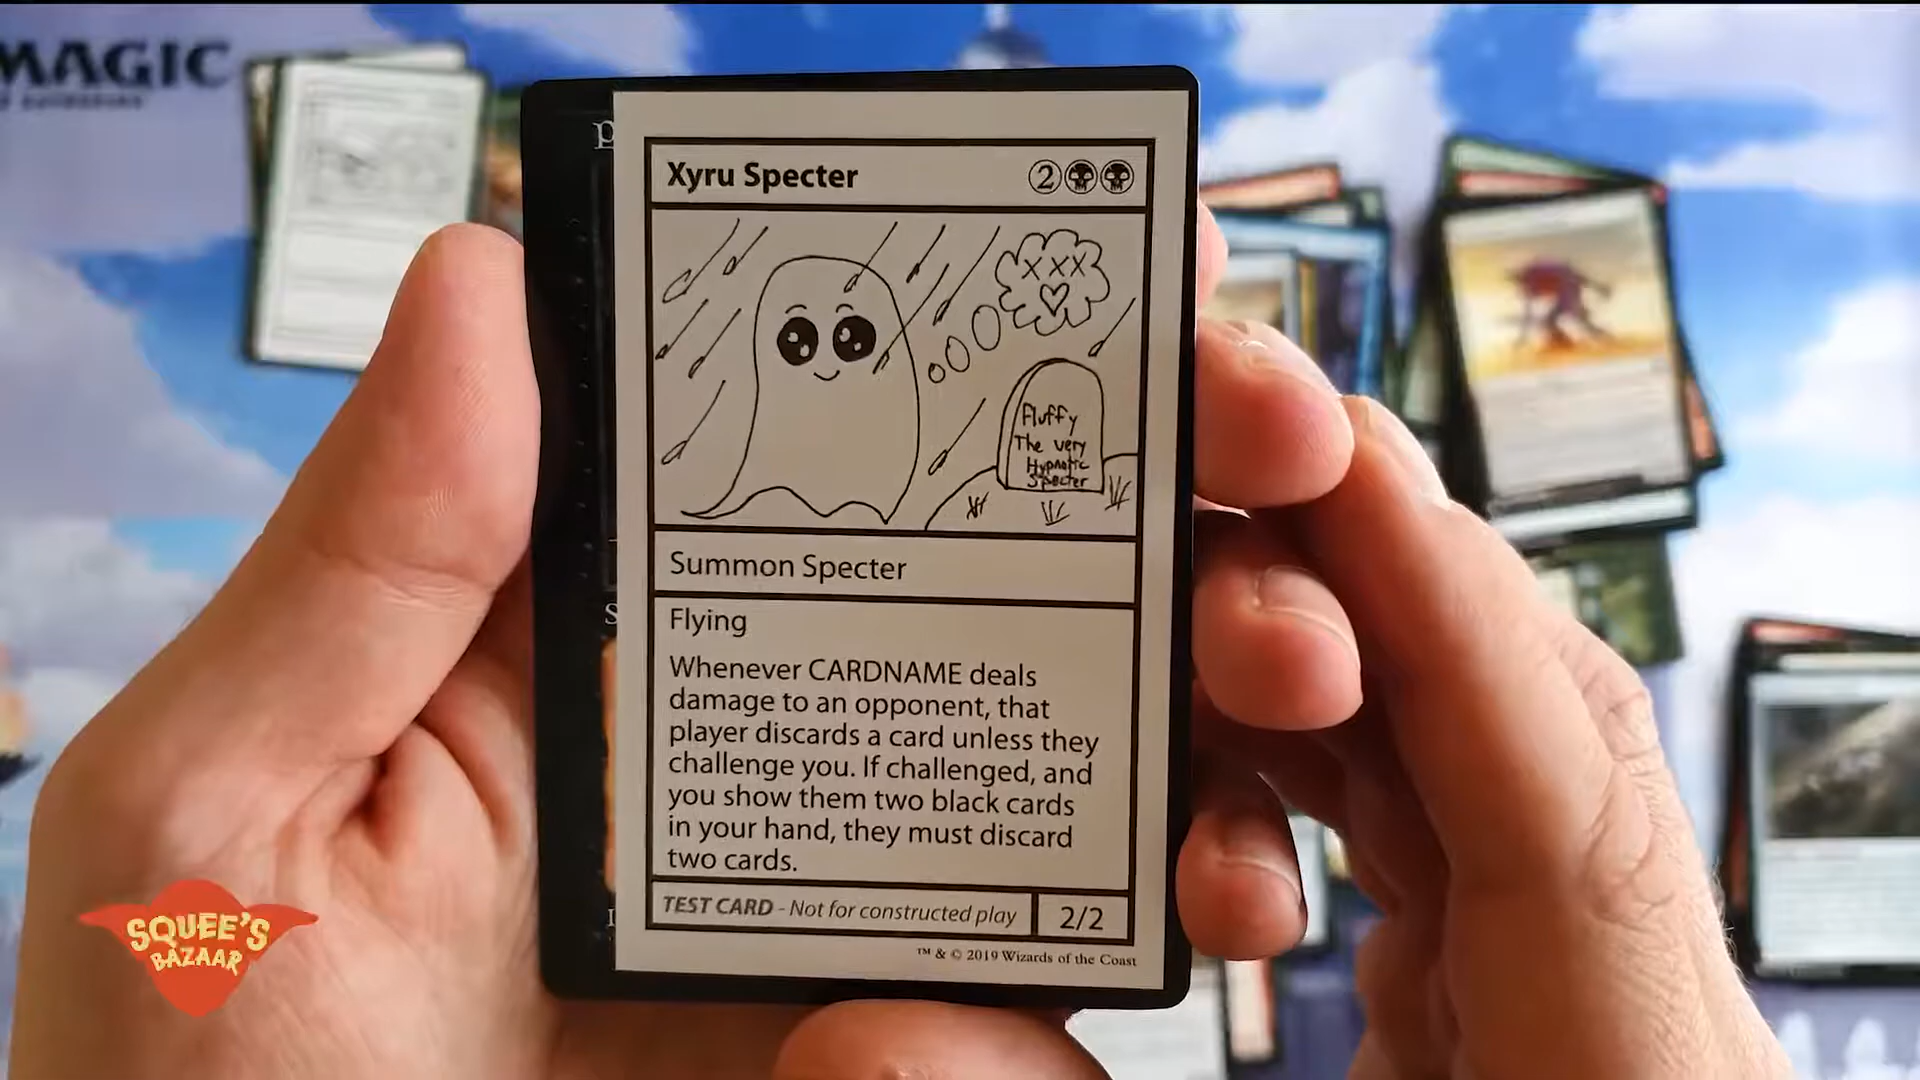 MAGIC
Xyru Specter 2
XXX
Fluffy
The very
Hypnotic
Specter
Summon Specter
Flying
Whenever CARDNAME deals
damage to an opponent, that
player discards a card unless they
challenge you. If challenged, and
you show them two black cards
in your hand, they must discard
two cards.
TEST CARD - Not for constructed play 2/2
™ & © 2019 Wizards of the Coast
SQUEE'S
BAZAAR